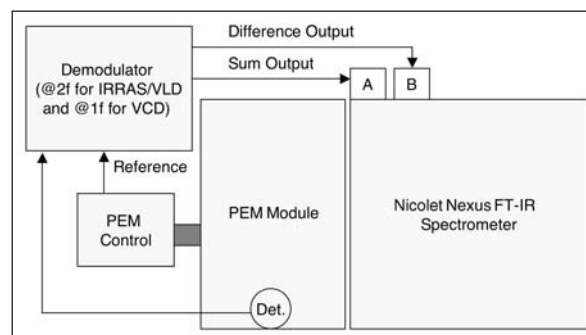 Difference Output
Sum Output
Demodulator
(@2f for IRRAS/VLD
and @1f for VCD)
A
B
Reference
PEM
Control
PEM Module
Nicolet Nexus FT-IR
Spectrometer
Det.